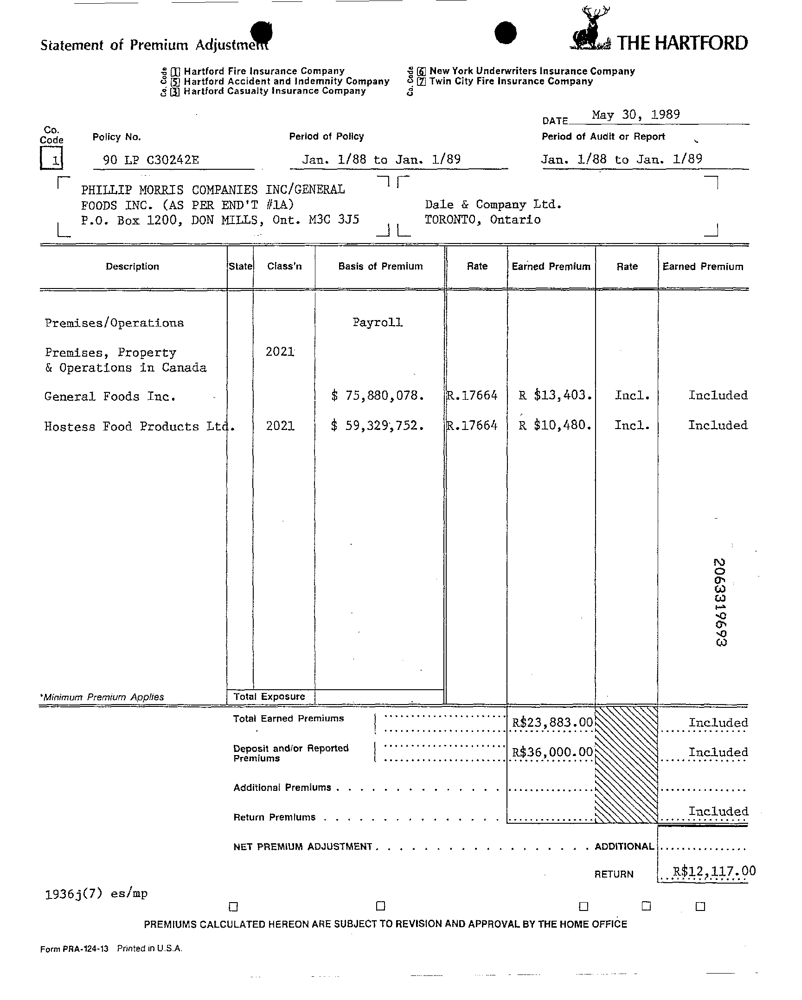 Statement of Premium Adjustment
THE HARTFORD
Co. Code 1 Hartford Fire Insurance Company
5 Hartford Accident and Indemnity Company
3 Hartford Casualty Insurance Company
Co. Code 6 New York Underwriters Insurance Company
7 Twin City Fire Insurance Company
DATE May 30, 1989
Co. Code Policy No. Period of Policy Period of Audit or Report
1 90 LP C30242E Jan. 1/88 to Jan. 1/89 Jan. 1/88 to Jan. 1/89
PHILLIP MORRIS COMPANIES INC/GENERAL
FOODS INC. (AS PER END'T #1A)
P.O. Box 1200, DON MILLS, Ont. M3C 3J5
Dale & Company Ltd.
TORONTO, Ontario
Description State Class'n Basis of Premium Rate Earned Premium Rate Earned Premium
Premises/Operations Payroll
Premises, Property 2021
& Operations in Canada
General Foods Inc. $ 75,880,078. R.17664 R $13,403. Incl. Included
Hostess Food Products Ltd. 2021 $ 59,329,752. R.17664 R $10,480. Incl. Included
2063319693
*Minimum Premium Applies Total Exposure
Total Earned Premiums R$23,883.00 Included
Deposit and/or Reported Premiums R$36,000.00 Included
Additional Premiums
Return Premiums Included
NET PREMIUM ADJUSTMENT ADDITIONAL
RETURN R$12,117.00
1936j(7) es/mp
PREMIUMS CALCULATED HEREON ARE SUBJECT TO REVISION AND APPROVAL BY THE HOME OFFICE
Form PRA-124-13 Printed in U.S.A.